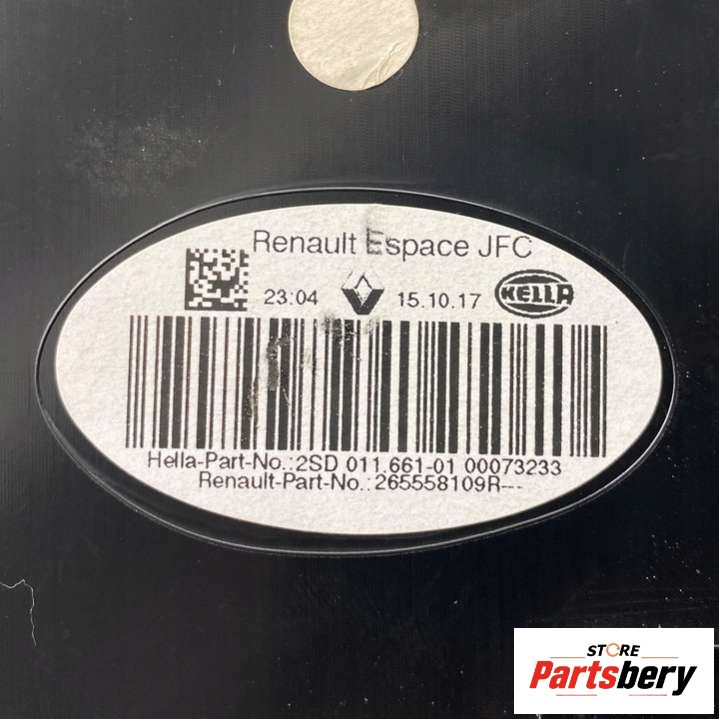 Renault Espace JFC
23:04 15.10.17 HELLA
Hella-Part-No.:2SD 011.661-01 00073233
Renault-Part-No.:265558109R---
STORE
Partsbery